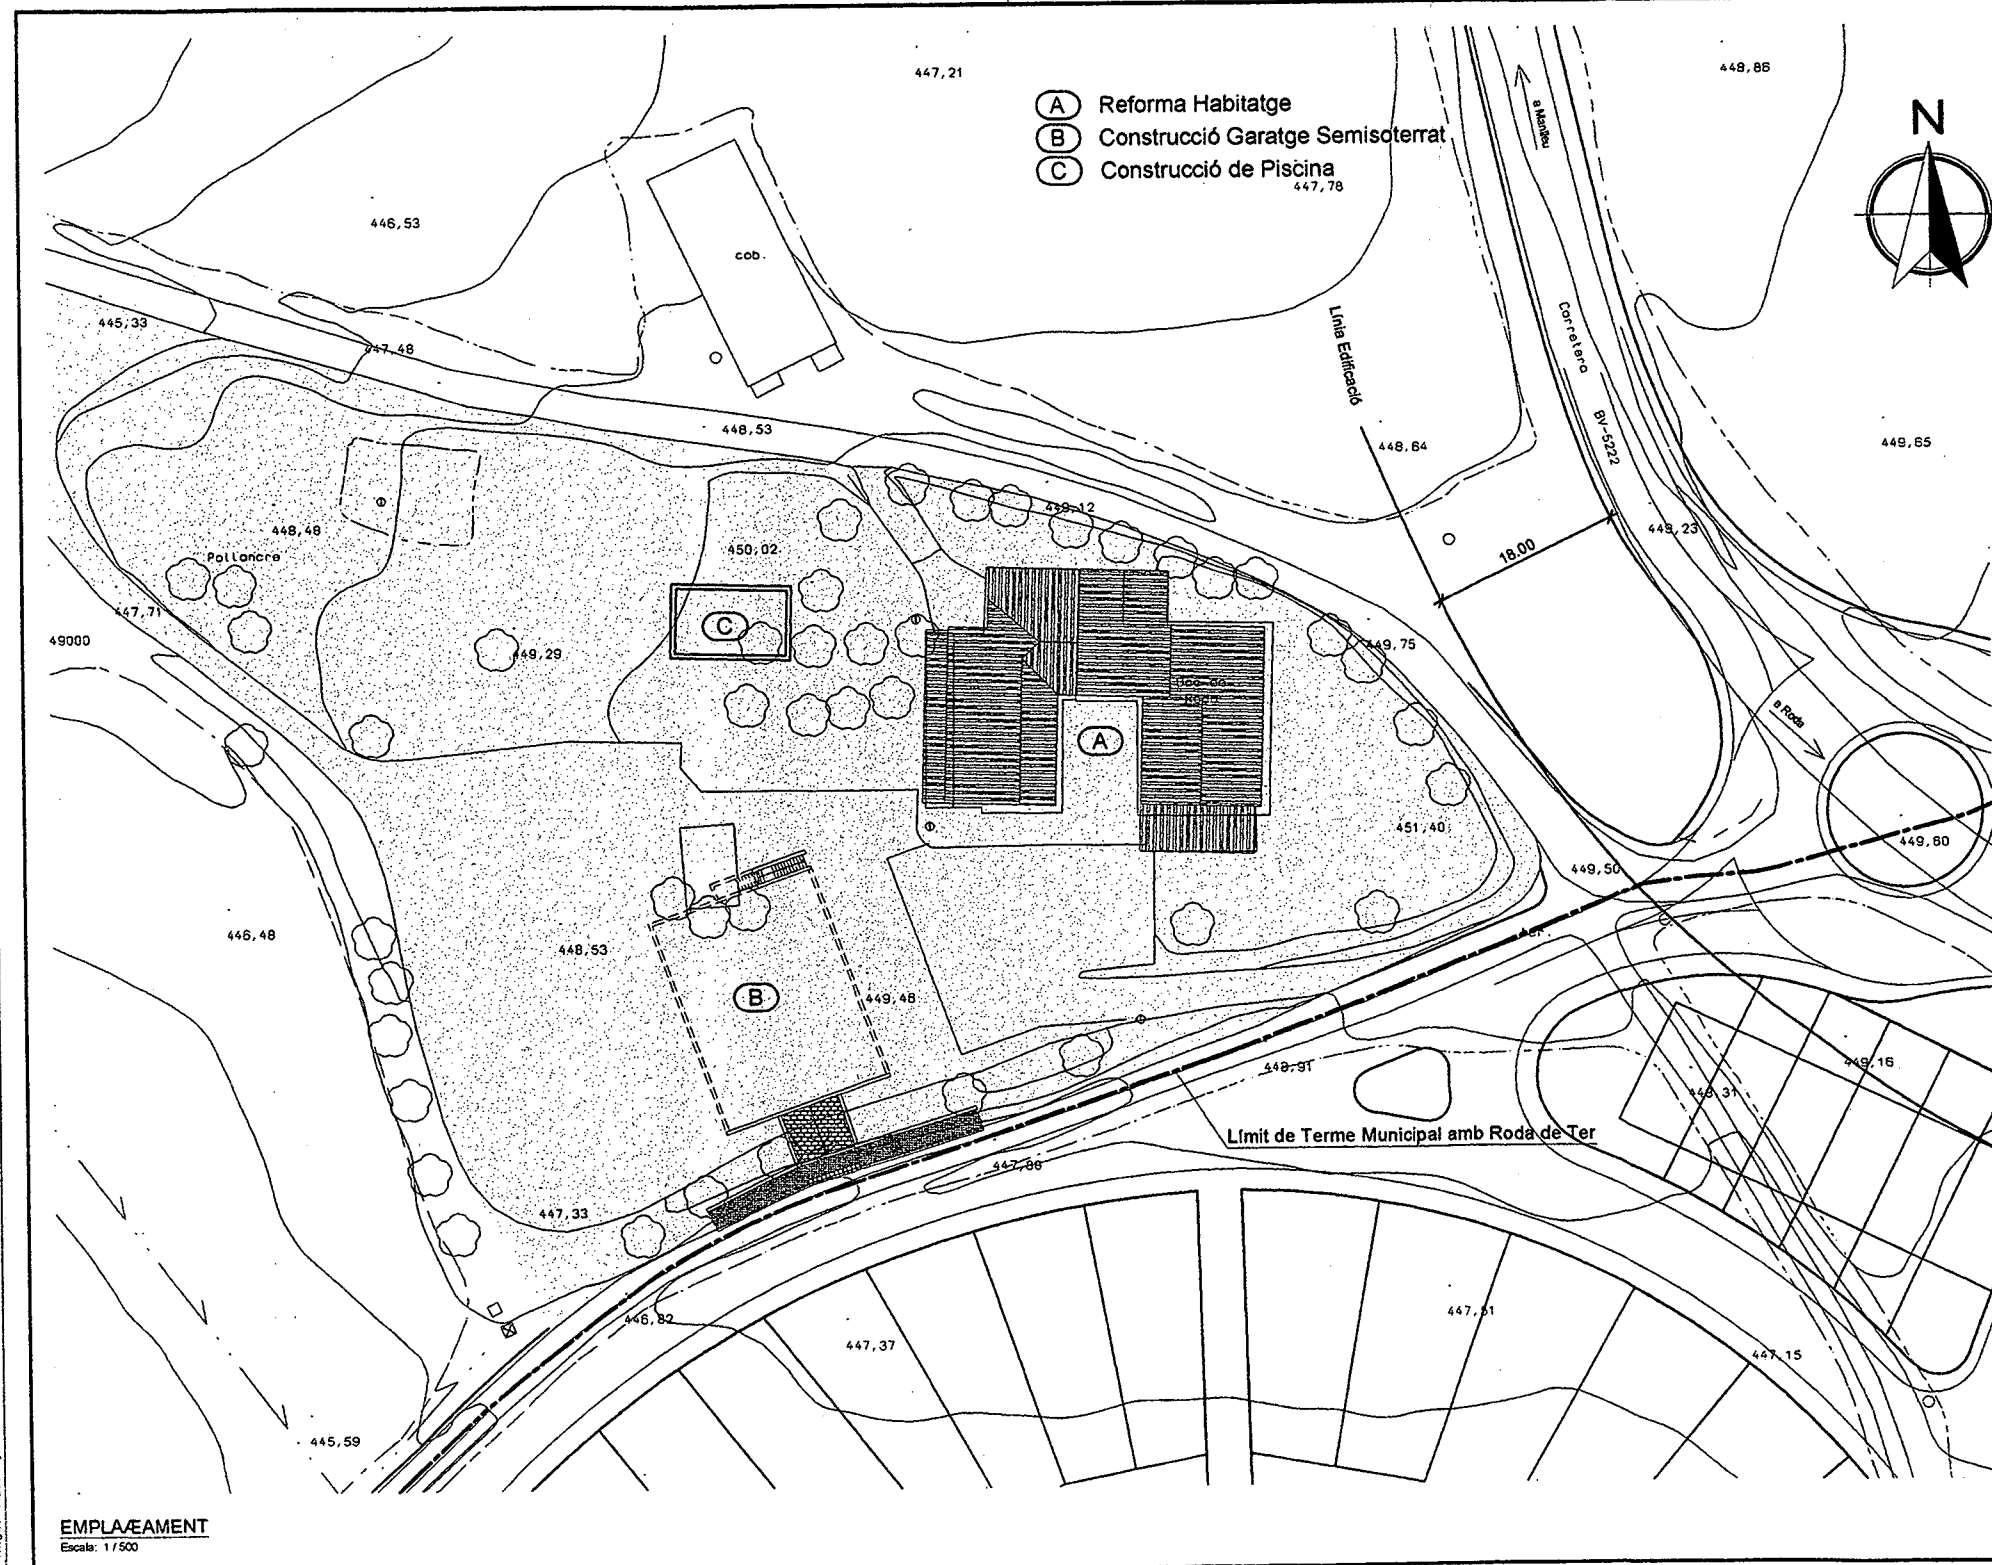 447,21
448,86
A Reforma Habitatge
B Construcció Garatge Semisoterrat
C Construcció de Piscina
447,78
N
a Manlleu
446,53
cob.
445,33
447,48
Línia Edificació
Carretera BV-5222
448,53
448,64
449,65
449,12
448,48
Pollancre
450,02
18.00
449,23
447,71
49000
C
449,29
449,75
a Roda
A
451,40
449,50
449,80
446,48
448,53
B
449,48
448,91
449,16
448,31
Límit de Terme Municipal amb Roda de Ter
447,86
447,33
446,82
447,37
447,61
447,15
445,59
EMPLAÆAMENT
Escala: 1 / 500